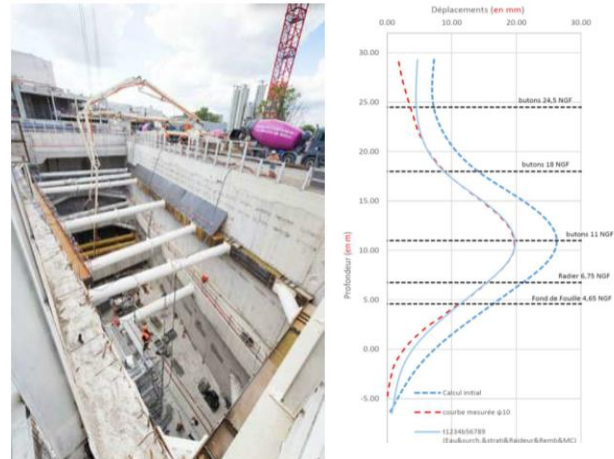 Déplacements (en mm)
0.00 10.00 20.00 30.00
30.00
25.00
20.00
15.00
10.00
5.00
0.00
-5.00
Profondeur (en m)
butons 24,5 NGF
butons 18 NGF
butons 11 NGF
Radier 6,75 NGF
Fond de Fouille 4,65 NGF
Calcul initial
courbe mesurée φ10
t1234b56789